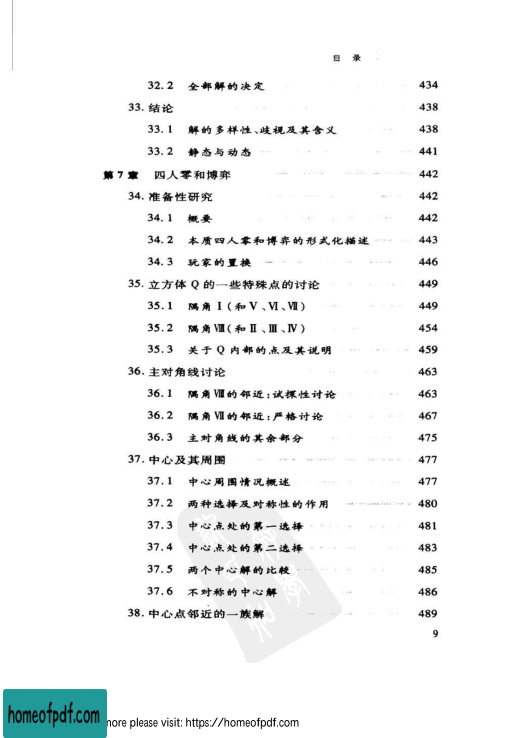 目 录
32.2 全部解的决定 434
33. 结论 438
33.1 解的多样性、歧视及其含义 438
33.2 静态与动态 441
第7章 四人零和博弈 442
34. 准备性研究 442
34.1 概要 442
34.2 本质四人零和博弈的形式化描述 443
34.3 玩家的置换 446
35. 立方体 Q 的一些特殊点的讨论 449
35.1 隅角 Ⅰ(和 Ⅴ、Ⅵ、Ⅶ) 449
35.2 隅角 Ⅷ(和 Ⅱ、Ⅲ、Ⅳ) 454
35.3 关于 Q 内部的点及其说明 459
36. 主对角线讨论 463
36.1 隅角Ⅷ的邻近:试探性讨论 463
36.2 隅角Ⅶ的邻近:严格讨论 467
36.3 主对角线的其余部分 475
37. 中心及其周围 477
37.1 中心周围情况概述 477
37.2 两种选择及对称性的作用 480
37.3 中心点处的第一选择 481
37.4 中心点处的第二选择 483
37.5 两个中心解的比较 485
37.6 不对称的中心解 486
38. 中心点邻近的一族解 489
9
homeofpdf.com
more please visit: https://homeofpdf.com